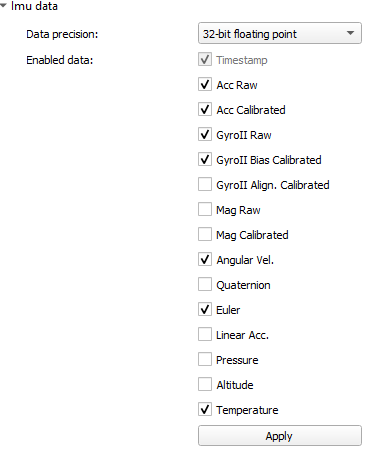 Imu data
Data precision: 32-bit floating point
Enabled data: Timestamp
Acc Raw
Acc Calibrated
GyroII Raw
GyroII Bias Calibrated
GyroII Align. Calibrated
Mag Raw
Mag Calibrated
Angular Vel.
Quaternion
Euler
Linear Acc.
Pressure
Altitude
Temperature
Apply